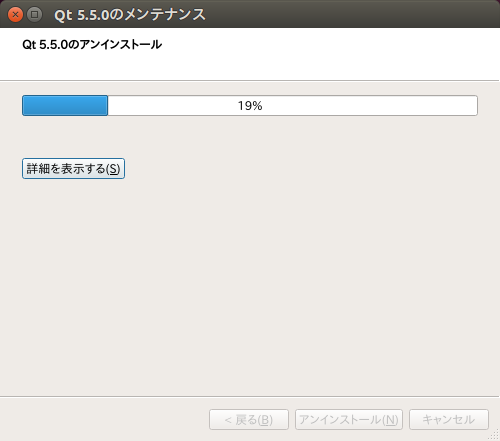 Qt 5.5.0のメンテナンス
Qt 5.5.0のアンインストール
19%
詳細を表示する(S)
< 戻る(B)
アンインストール(N)
キャンセル